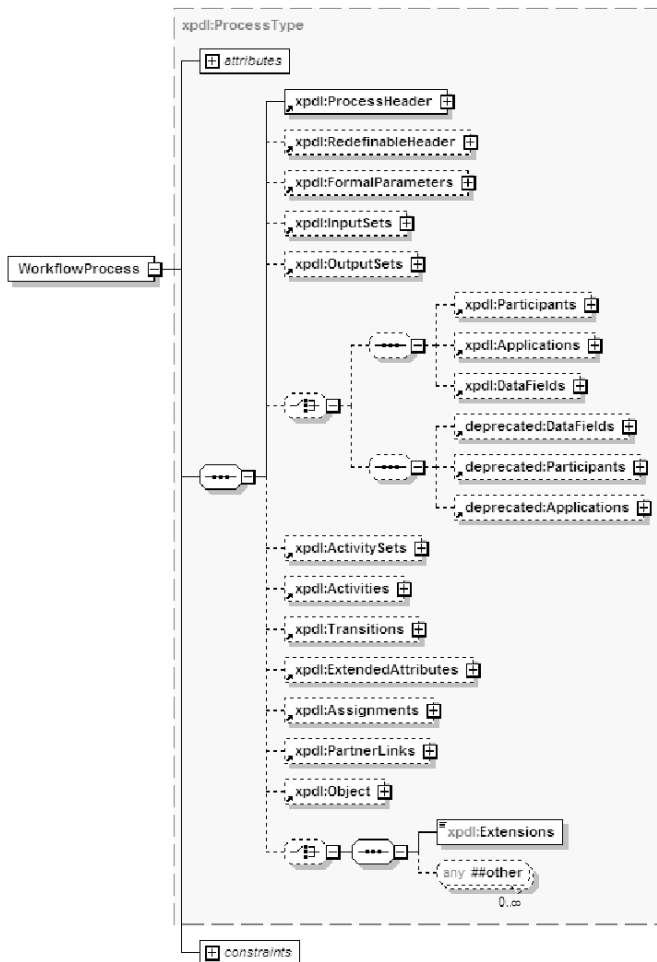 xpdl:ProcessType
attributes
xpdl:ProcessHeader
xpdl:RedefinableHeader
xpdl:FormalParameters
xpdl:InputSets
xpdl:OutputSets
WorkflowProcess
xpdl:Participants
xpdl:Applications
xpdl:DataFields
deprecated:DataFields
deprecated:Participants
deprecated:Applications
xpdl:ActivitySets
xpdl:Activities
xpdl:Transitions
xpdl:ExtendedAttributes
xpdl:Assignments
xpdl:PartnerLinks
xpdl:Object
xpdl:Extensions
any ##other
0..∞
constraints